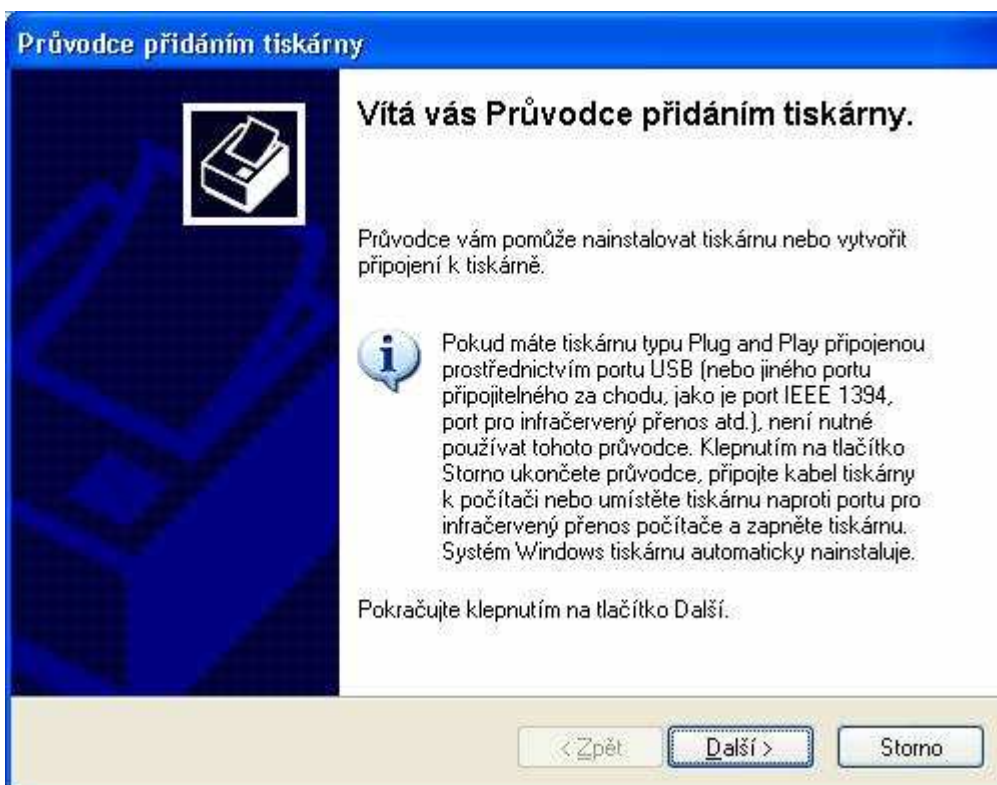 Průvodce přidáním tiskárny
Vítá vás Průvodce přidáním tiskárny.
Průvodce vám pomůže nainstalovat tiskárnu nebo vytvořit
připojení k tiskárně.
Pokud máte tiskárnu typu Plug and Play připojenou
prostřednictvím portu USB (nebo jiného portu
připojitelného za chodu, jako je port IEEE 1394,
port pro infračervený přenos atd.), není nutné
používat tohoto průvodce. Klepnutím na tlačítko
Storno ukončete průvodce, připojte kabel tiskárny
k počítači nebo umístěte tiskárnu naproti portu pro
infračervený přenos počítače a zapněte tiskárnu.
Systém Windows tiskárnu automaticky nainstaluje.
Pokračujte klepnutím na tlačítko Další.
< Zpět Další > Storno